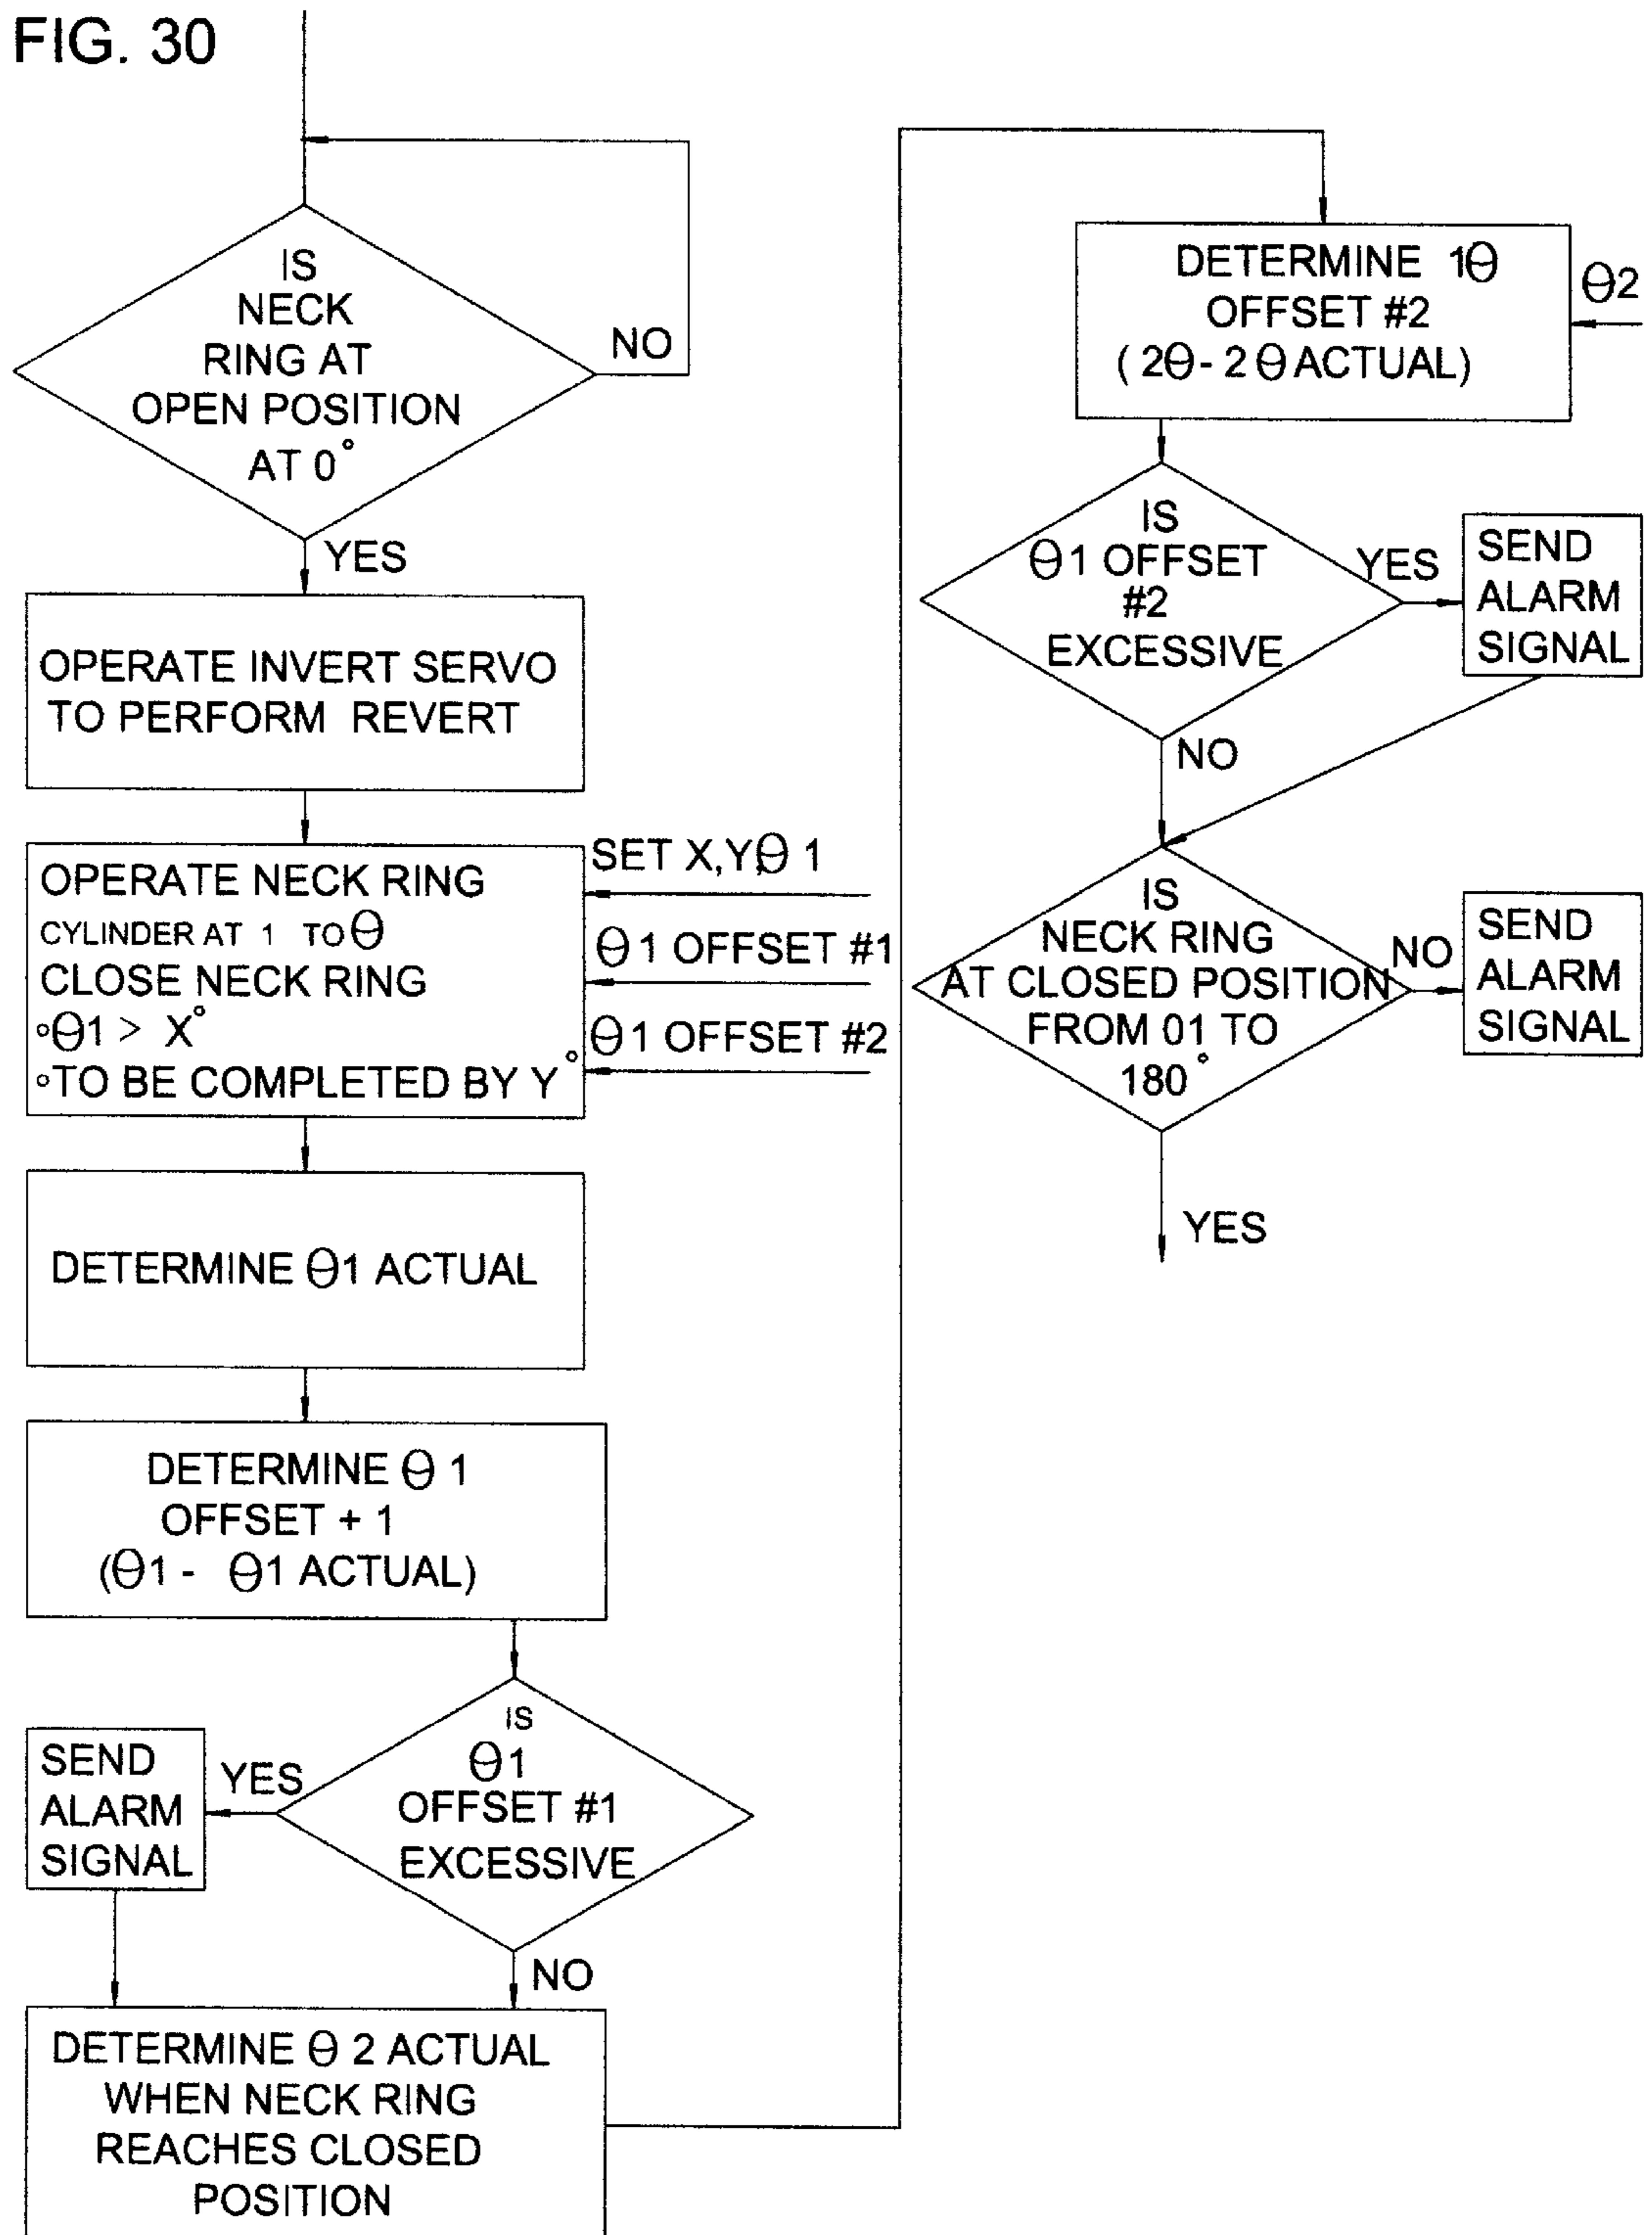 FIG. 30
IS
NECK
RING AT
OPEN POSITION
AT 0°
NO
YES
OPERATE INVERT SERVO
TO PERFORM REVERT
OPERATE NECK RING
CYLINDER AT 1 TO Θ
CLOSE NECK RING
∘Θ1 > X°
∘TO BE COMPLETED BY Y°
SET X,Y,Θ 1
Θ1 OFFSET #1
Θ1 OFFSET #2
DETERMINE Θ1 ACTUAL
DETERMINE Θ 1
OFFSET + 1
(Θ1 - Θ1 ACTUAL)
IS
Θ1
OFFSET #1
EXCESSIVE
YES
SEND
ALARM
SIGNAL
NO
DETERMINE Θ 2 ACTUAL
WHEN NECK RING
REACHES CLOSED
POSITION
DETERMINE 1Θ
OFFSET #2
( 2Θ- 2 Θ ACTUAL)
Θ2
IS
Θ1 OFFSET
#2
EXCESSIVE
YES
SEND
ALARM
SIGNAL
NO
IS
NECK RING
AT CLOSED POSITION
FROM 01 TO
180°
NO
SEND
ALARM
SIGNAL
YES